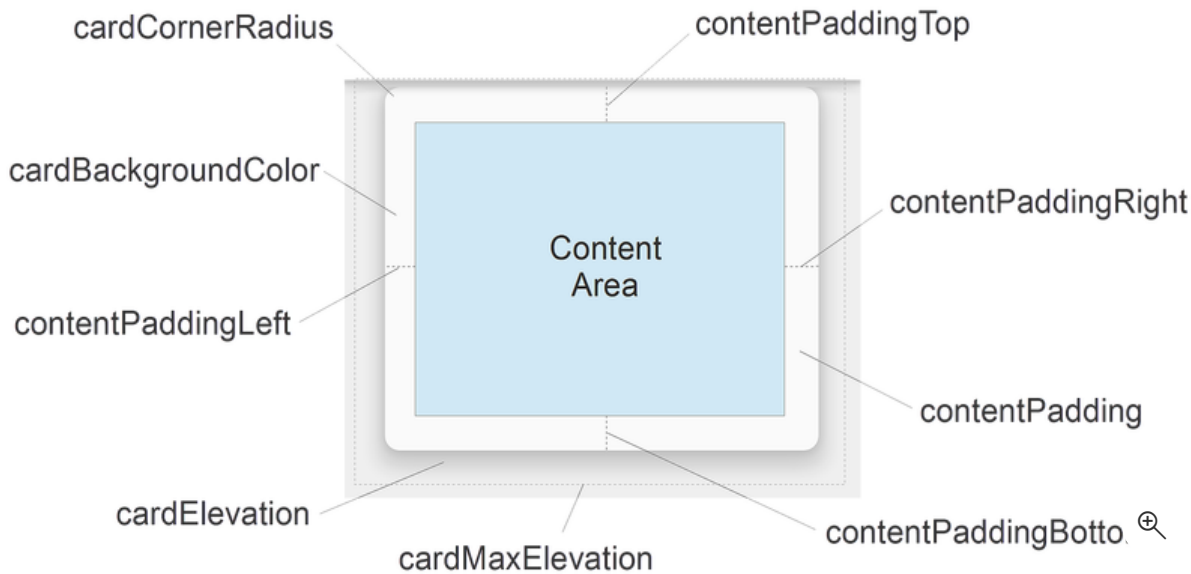 cardCornerRadius
contentPaddingTop
cardBackgroundColor
contentPaddingRight
Content
Area
contentPaddingLeft
contentPadding
cardElevation
contentPaddingBotto
cardMaxElevation